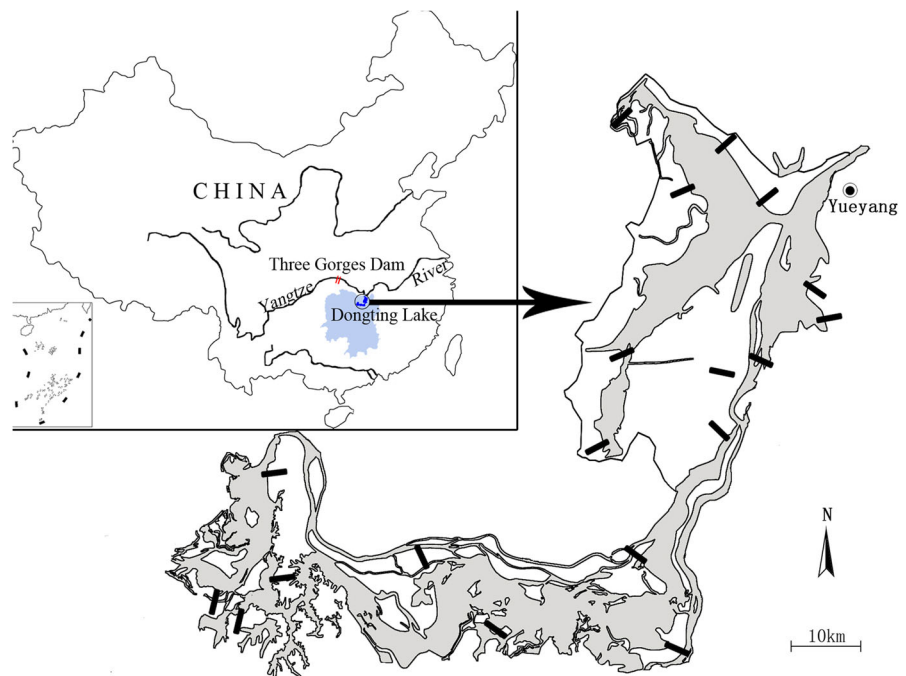 CHINA
Three Gorges Dam
Yangtze
River
Dongting Lake
Yueyang
N
10km